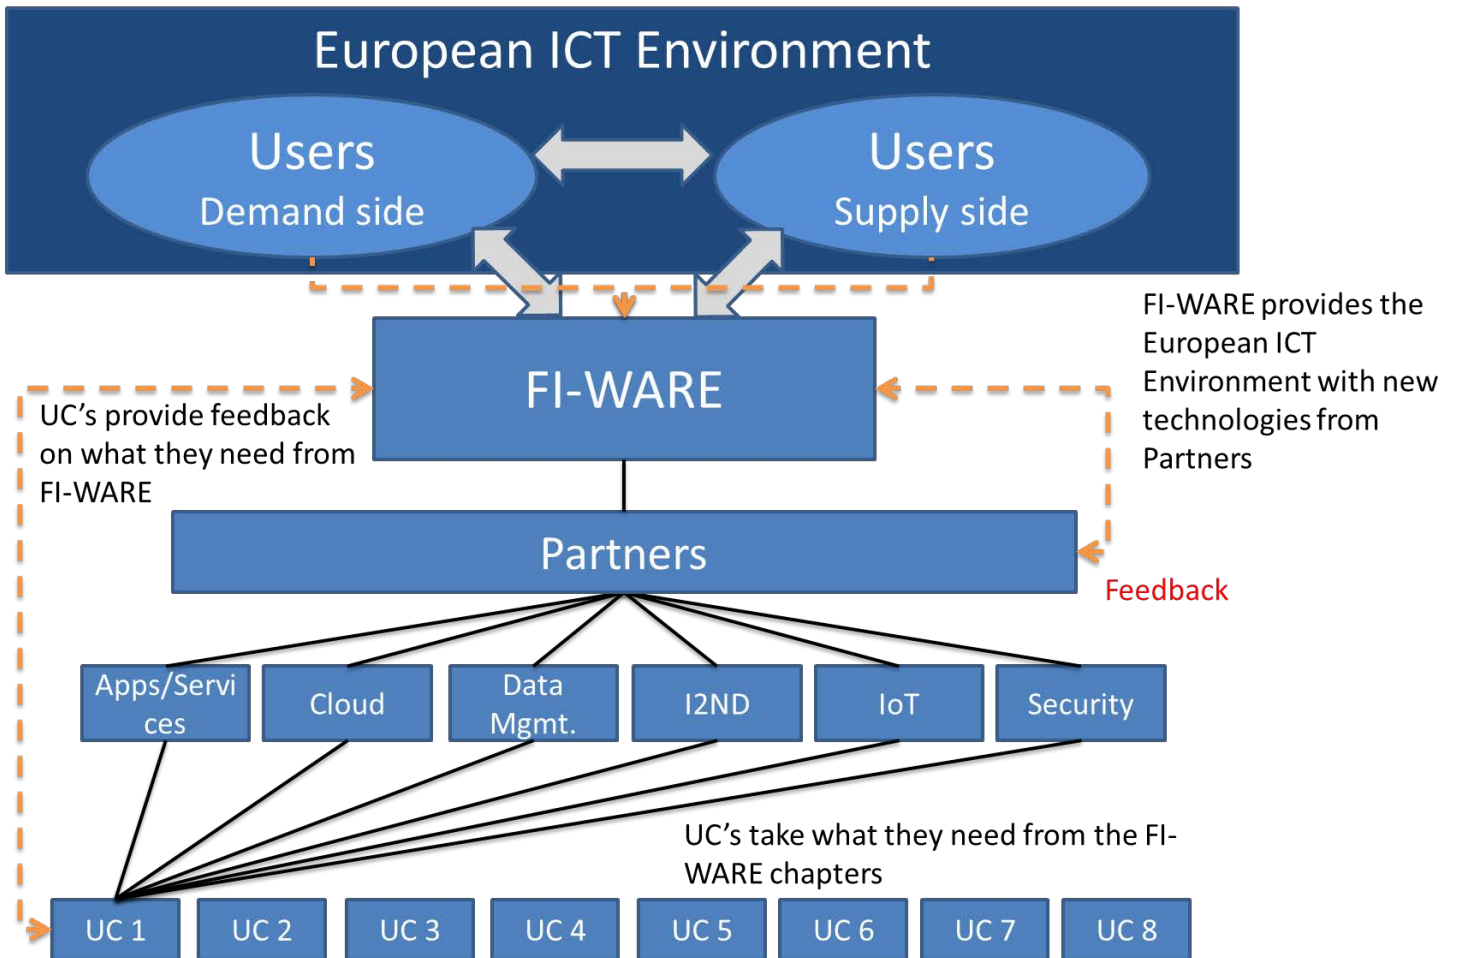 European ICT Environment
Users
Demand side
Users
Supply side
FI-WARE provides the
European ICT
Environment with new
technologies from
Partners
FI-WARE
UC’s provide feedback
on what they need from
FI-WARE
Partners
Feedback
Apps/Servi
ces
Cloud
Data
Mgmt.
I2ND
IoT
Security
UC’s take what they need from the FI-
WARE chapters
UC 1
UC 2
UC 3
UC 4
UC 5
UC 6
UC 7
UC 8